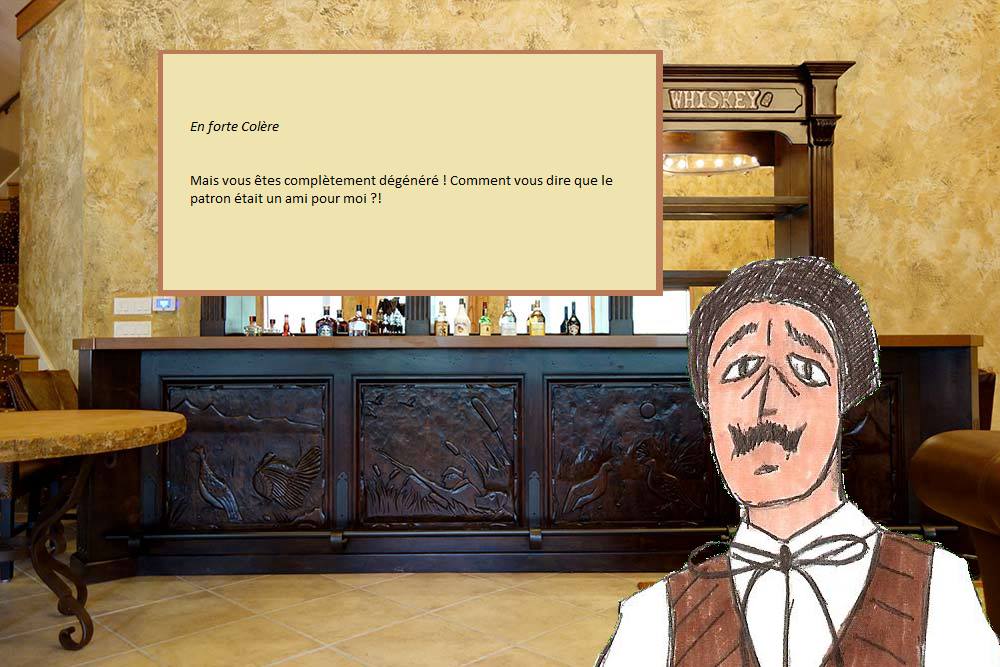 WHISKEY
En forte Colère
Mais vous êtes complètement dégénéré ! Comment vous dire que le
patron était un ami pour moi ?!